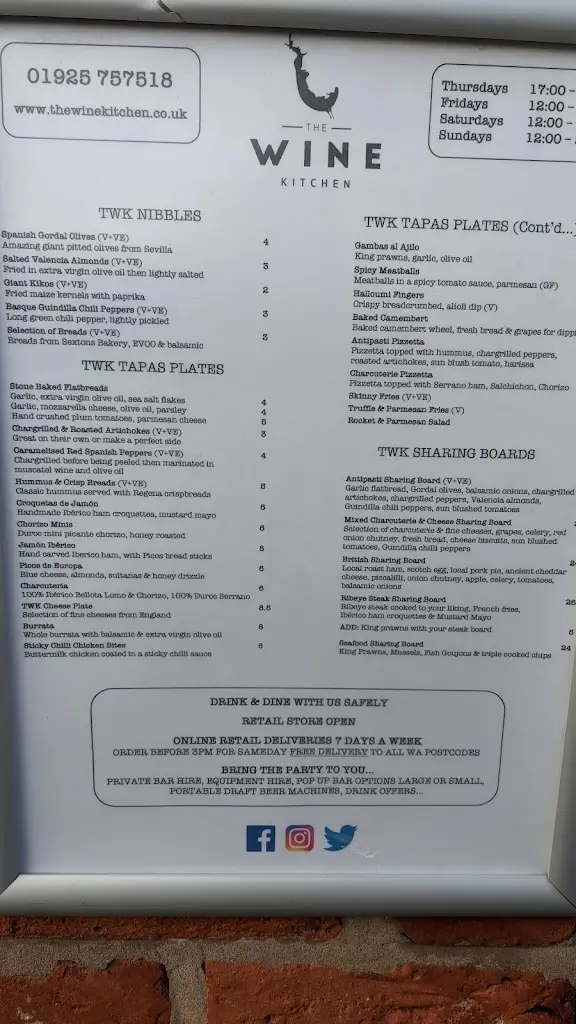 01925 757518
www.thewinekitchen.co.uk
THE
WINE
KITCHEN
Thursdays 17:00 -
Fridays 12:00 -
Saturdays 12:00 -
Sundays 12:00 -
TWK NIBBLES
Spanish Gordal Olives (V+VE)
Amazing giant pitted olives from Sevilla 4
Salted Valencia Almonds (V+VE)
Fried in extra virgin olive oil then lightly salted 3
Giant Kikos (V+VE)
Fried maize kernels with paprika 2
Basque Guindilla Chili Peppers (V+VE)
Long green chili pepper, lightly pickled 3
Selection of Breads (V+VE)
Breads from Sextons Bakery, EVOO & balsamic 3
TWK TAPAS PLATES
Stone Baked Flatbreads
Garlic, extra virgin olive oil, sea salt flakes 4
Garlic, mozzarella cheese, olive oil, parsley 4
Hand crushed plum tomatoes, parmesan cheese 5
Chargrilled & Roasted Artichokes (V+VE) 3
Great on their own or make a perfect side
Caramelised Red Spanish Peppers (V+VE) 4
Chargrilled before being peeled then marinated in
muscatel wine and olive oil
Hummus & Crisp Breads (V+VE)
Classic hummus served with Regena crispbreads
Croquetas de Jamón
Handmade Ibérico ham croquettes, mustard mayo 6
Chorizo Minis
Duroc mini picante chorizo, honey roasted 6
Jamón Ibérico
Hand carved Iberico ham, with Picos bread sticks
Picos de Europa
Blue cheese, almonds, sultanas & honey drizzle 6
Charcuteria
100% Ibérico Bellota Lomo & Chorizo, 100% Duroc Serrano
TWK Cheese Plate
Selection of fine cheeses from England
Burrata
Whole burrata with balsamic & extra virgin olive oil
Sticky Chilli Chicken Bites
Buttermilk chicken coated in a sticky chilli sauce
TWK TAPAS PLATES (Cont'd...)
Gambas al Ajilo
King prawns, garlic, olive oil
Spicy Meatballs
Meatballs in a spicy tomato sauce, parmesan (GF)
Halloumi Fingers
Crispy breadcrumbed, alioli dip (V)
Baked Camembert
Baked camembert wheel, fresh bread & grapes for
Antipasti Pizzetta
Pizzetta topped with hummus, chargrilled peppers,
roasted artichokes, sun blush tomato, harissa
Charcuterie Pizzetta
Pizzetta topped with Serrano ham, Salchichon, Chorizo
Skinny Fries (V+VE)
Truffle & Parmesan Fries (V)
Rocket & Parmesan Salad
TWK SHARING BOARDS
Antipasti Sharing Board (V+VE)
Garlic flatbread, Gordal olives, balsamic onions, chargrilled
artichokes, chargrilled peppers, Valencia almonds,
Guindilla chili peppers, sun blushed tomatoes
Mixed Charcuterie & Cheese Sharing Board
Selection of charcuterie & fine cheeses, grapes, celery, red
onion chutney, fresh bread, cheese biscuits, sun blushed
tomatoes, Guindilla chili peppers
British Sharing Board
Local roast ham, scotch egg, local pork pie, ancient cheddar
cheese, piccalilli, onion chutney, apple, celery, tomatoes,
balsamic onions
Ribeye Steak Sharing Board 26
Ribeye steak cooked to your liking, French fries,
Ibérico ham croquettes & Mustard Mayo
ADD: King prawns with your steak board
Seafood Sharing Board 24
King Prawns, Mussels, Fish Goujons & triple cooked chips
DRINK & DINE WITH US SAFELY
RETAIL STORE OPEN
ONLINE RETAIL DELIVERIES 7 DAYS A WEEK
ORDER BEFORE 3PM FOR SAMEDAY FREE DELIVERY TO ALL WA POSTCODES
BRING THE PARTY TO YOU...
PRIVATE BAR HIRE, EQUIPMENT HIRE, POP UP BAR OPTIONS LARGE OR SMALL,
PORTABLE DRAFT BEER MACHINES, DRINK OFFERS...